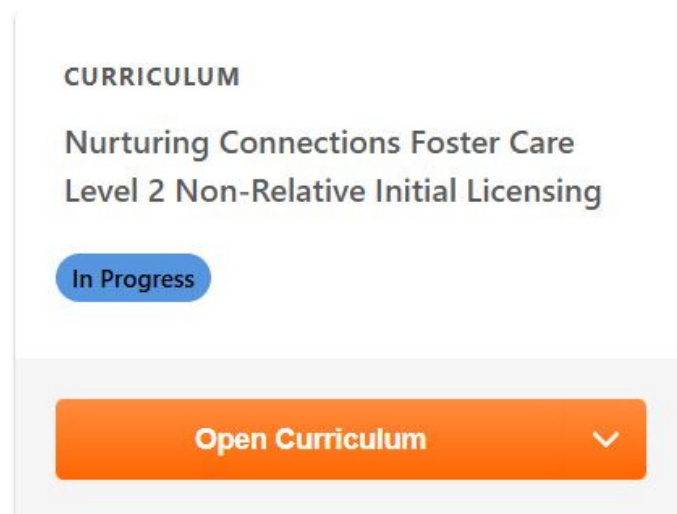 CURRICULUM
Nurturing Connections Foster Care
Level 2 Non-Relative Initial Licensing
In Progress
Open Curriculum